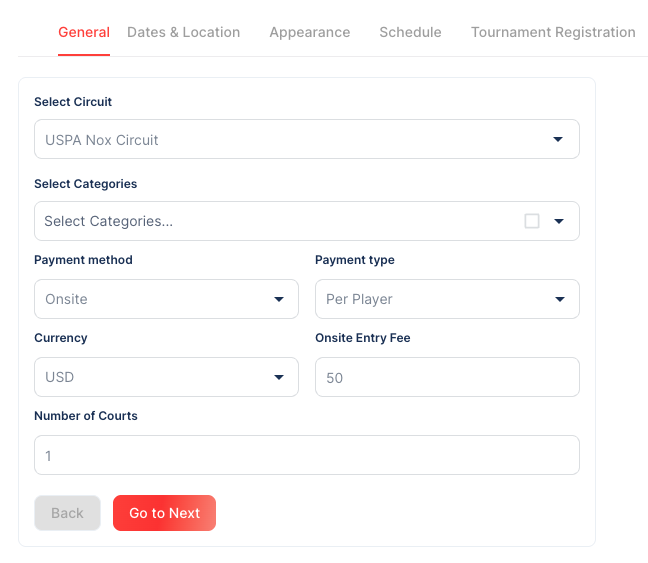 General Dates & Location Appearance Schedule Tournament Registration
Select Circuit
USPA Nox Circuit
Select Categories
Select Categories...
Payment method Payment type
Onsite Per Player
Currency Onsite Entry Fee
USD 50
Number of Courts
1
Back Go to Next